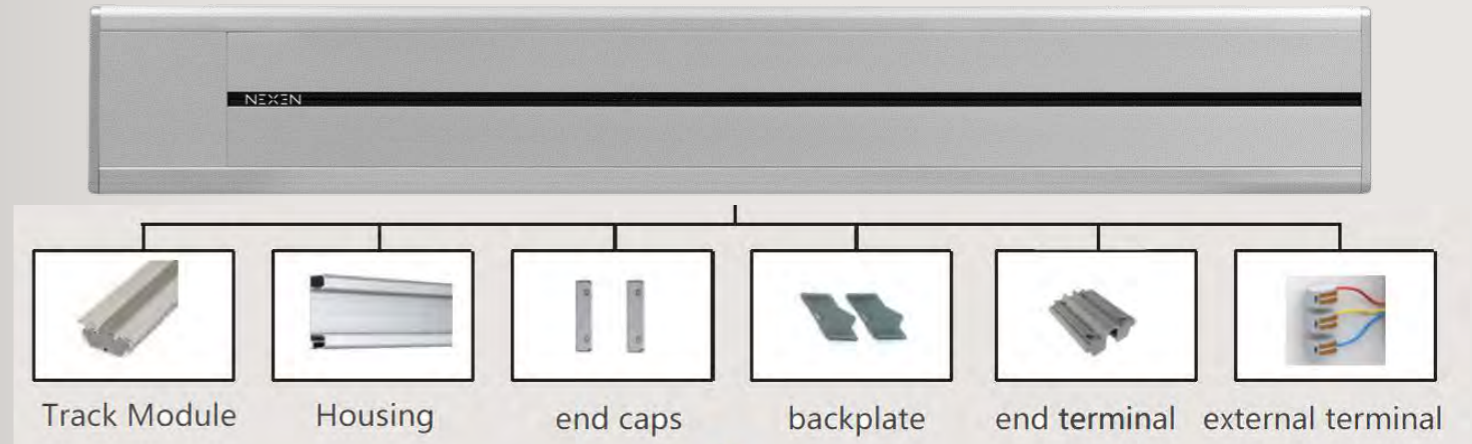 NEXEN
Track Module
Housing
end caps
backplate
end terminal
external terminal